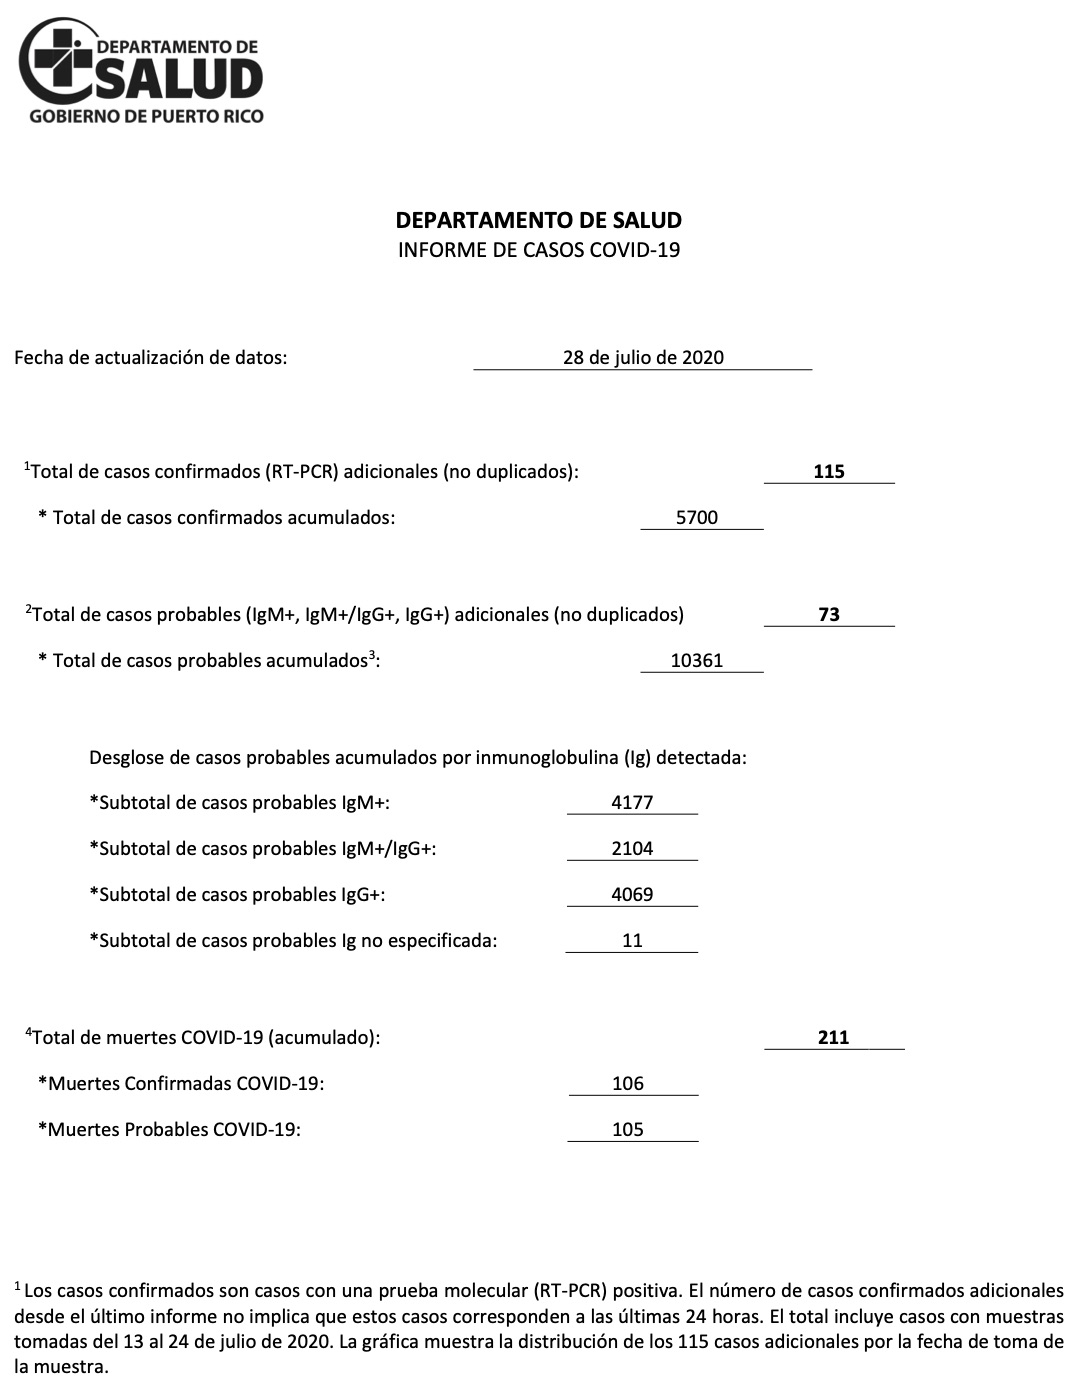 DEPARTAMENTO DE
SALUD
GOBIERNO DE PUERTO RICO
DEPARTAMENTO DE SALUD
INFORME DE CASOS COVID-19
Fecha de actualización de datos: 28 de julio de 2020
¹Total de casos confirmados (RT-PCR) adicionales (no duplicados): 115
* Total de casos confirmados acumulados: 5700
²Total de casos probables (IgM+, IgM+/IgG+, IgG+) adicionales (no duplicados) 73
* Total de casos probables acumulados³: 10361
Desglose de casos probables acumulados por inmunoglobulina (Ig) detectada:
*Subtotal de casos probables IgM+: 4177
*Subtotal de casos probables IgM+/IgG+: 2104
*Subtotal de casos probables IgG+: 4069
*Subtotal de casos probables Ig no especificada: 11
⁴Total de muertes COVID-19 (acumulado): 211
*Muertes Confirmadas COVID-19: 106
*Muertes Probables COVID-19: 105
¹ Los casos confirmados son casos con una prueba molecular (RT-PCR) positiva. El número de casos confirmados adicionales
desde el último informe no implica que estos casos corresponden a las últimas 24 horas. El total incluye casos con muestras
tomadas del 13 al 24 de julio de 2020. La gráfica muestra la distribución de los 115 casos adicionales por la fecha de toma de
la muestra.